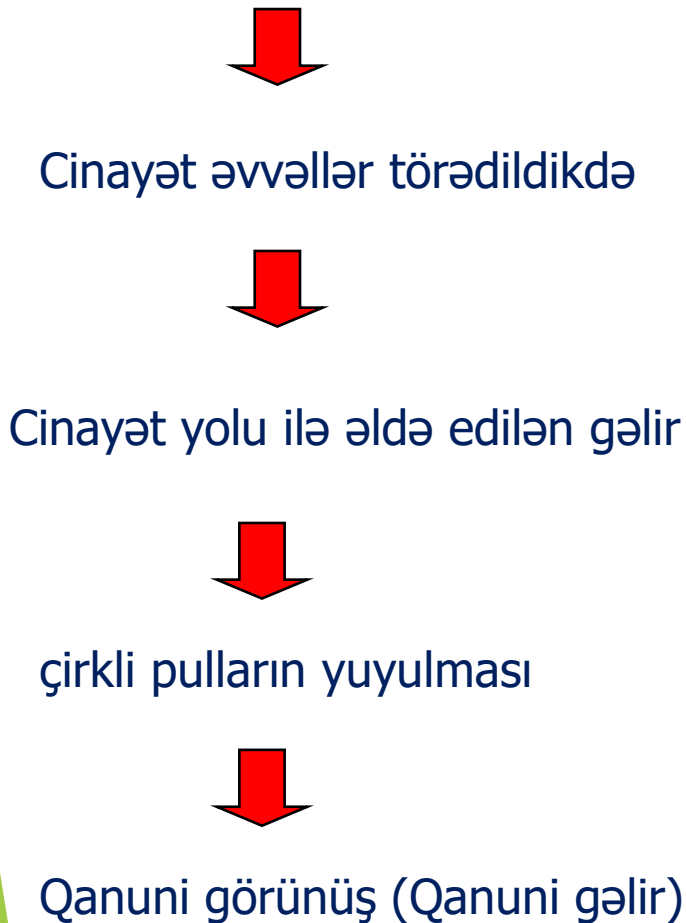 Cinayət əvvəllər törədildikdə
Cinayət yolu ilə əldə edilən gəlir
çirkli pulların yuyulması
Qanuni görünüş (Qanuni gəlir)